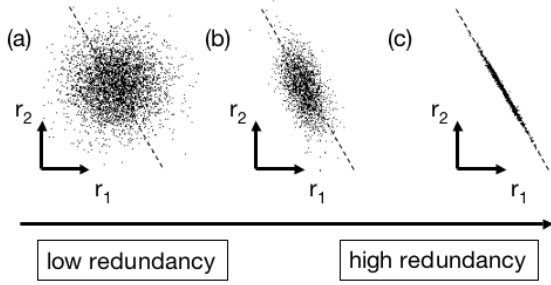 (a)
(b)
(c)
r2
r1
r2
r1
r2
r1
low redundancy
high redundancy